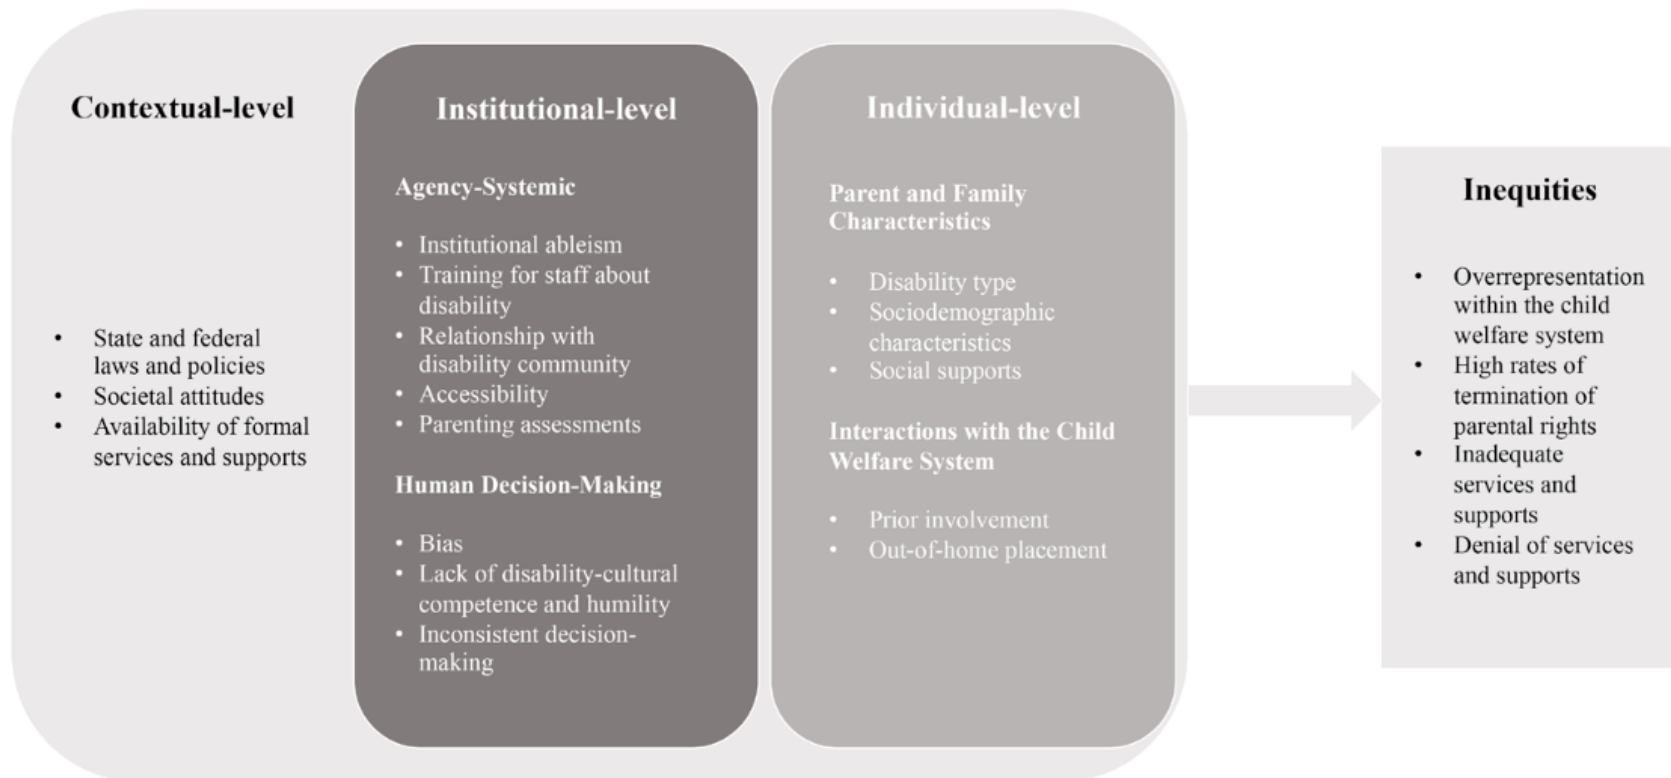 Contextual-level
• State and federal
laws and policies
• Societal attitudes
• Availability of formal
services and supports
Institutional-level
Agency-Systemic
• Institutional ableism
• Training for staff about
disability
• Relationship with
disability community
• Accessibility
• Parenting assessments
Human Decision-Making
• Bias
• Lack of disability-cultural
competence and humility
• Inconsistent decision-
making
Individual-level
Parent and Family
Characteristics
• Disability type
• Sociodemographic
characteristics
• Social supports
Interactions with the Child
Welfare System
• Prior involvement
• Out-of-home placement
Inequities
• Overrepresentation
within the child
welfare system
• High rates of
termination of
parental rights
• Inadequate
services and
supports
• Denial of services
and supports